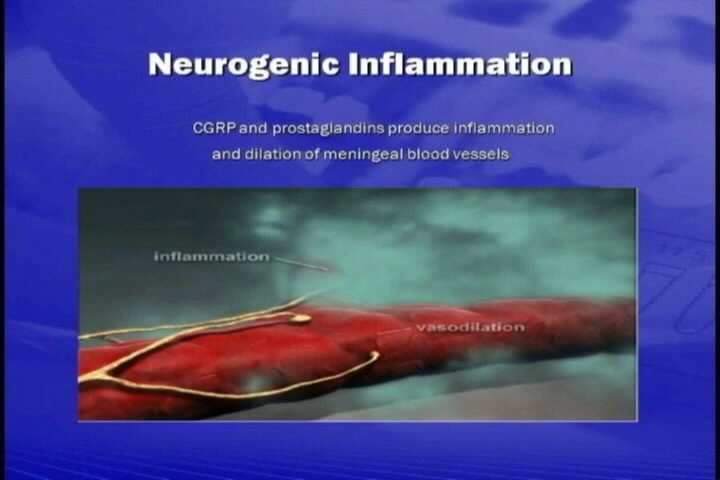 Neurogenic Inflammation
CGRP and prostaglandins produce inflammation
and dilation of meningeal blood vessels
inflammation
vasodilation